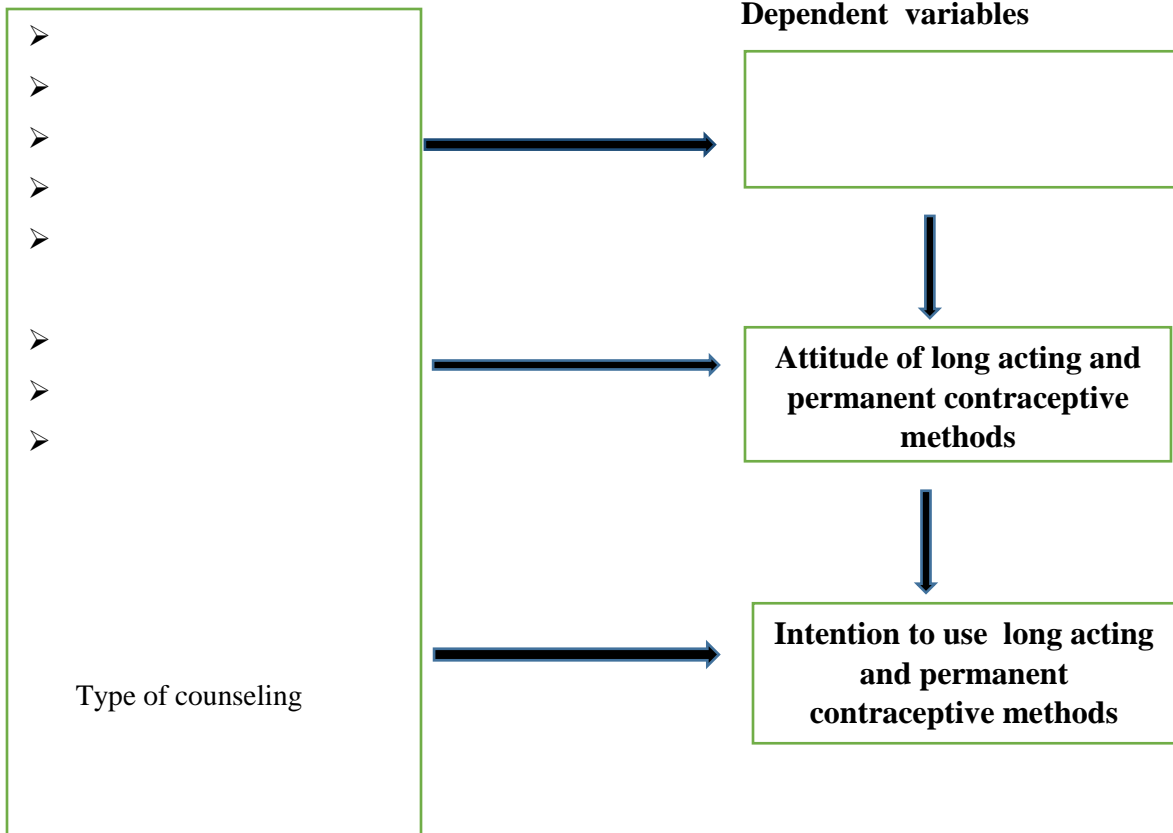 Dependent variables
Attitude of long acting and
permanent contraceptive
methods
Intention to use long acting
and permanent
contraceptive methods
Type of counseling